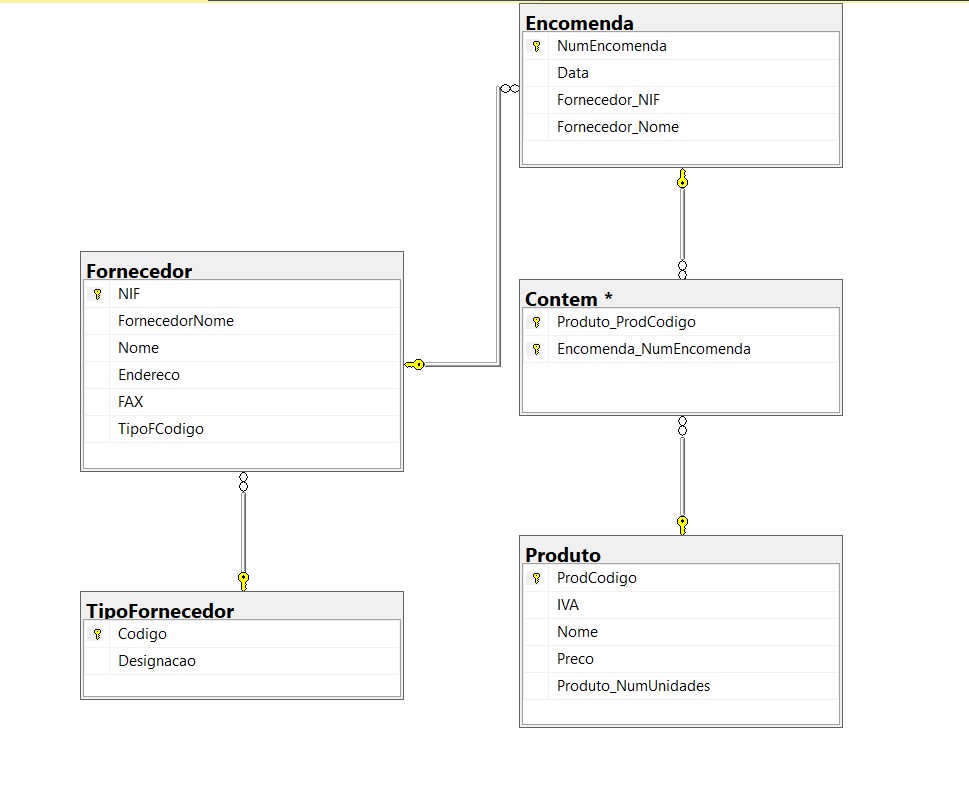 Encomenda
NumEncomenda
Data
Fornecedor_NIF
Fornecedor_Nome
Fornecedor
NIF
FornecedorNome
Nome
Endereco
FAX
TipoFCodigo
Contem *
Produto_ProdCodigo
Encomenda_NumEncomenda
TipoFornecedor
Codigo
Designacao
Produto
ProdCodigo
IVA
Nome
Preco
Produto_NumUnidades